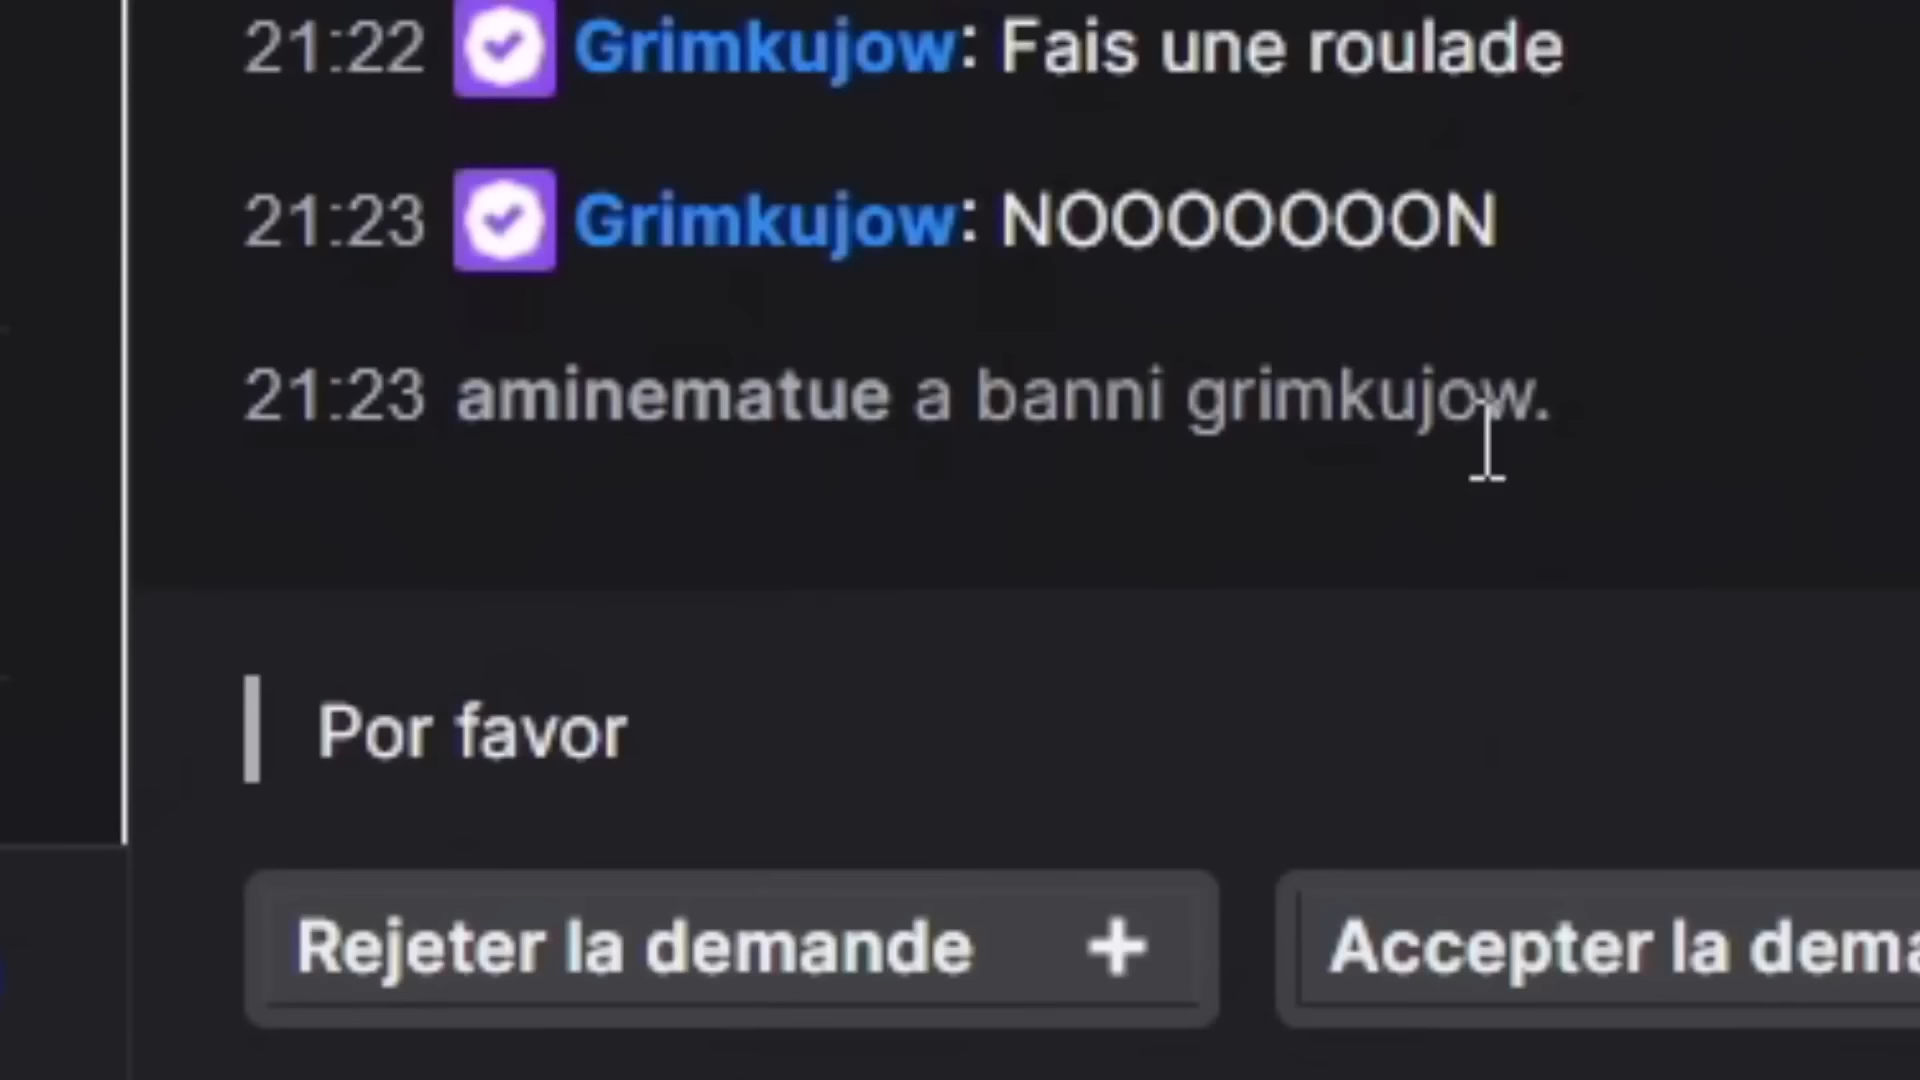 21:22 Grimkujow: Fais une roulade
21:23 Grimkujow: NOOOOOOON
21:23 aminematue a banni grimkujow.
Por favor
Rejeter la demande +
Accepter la dema